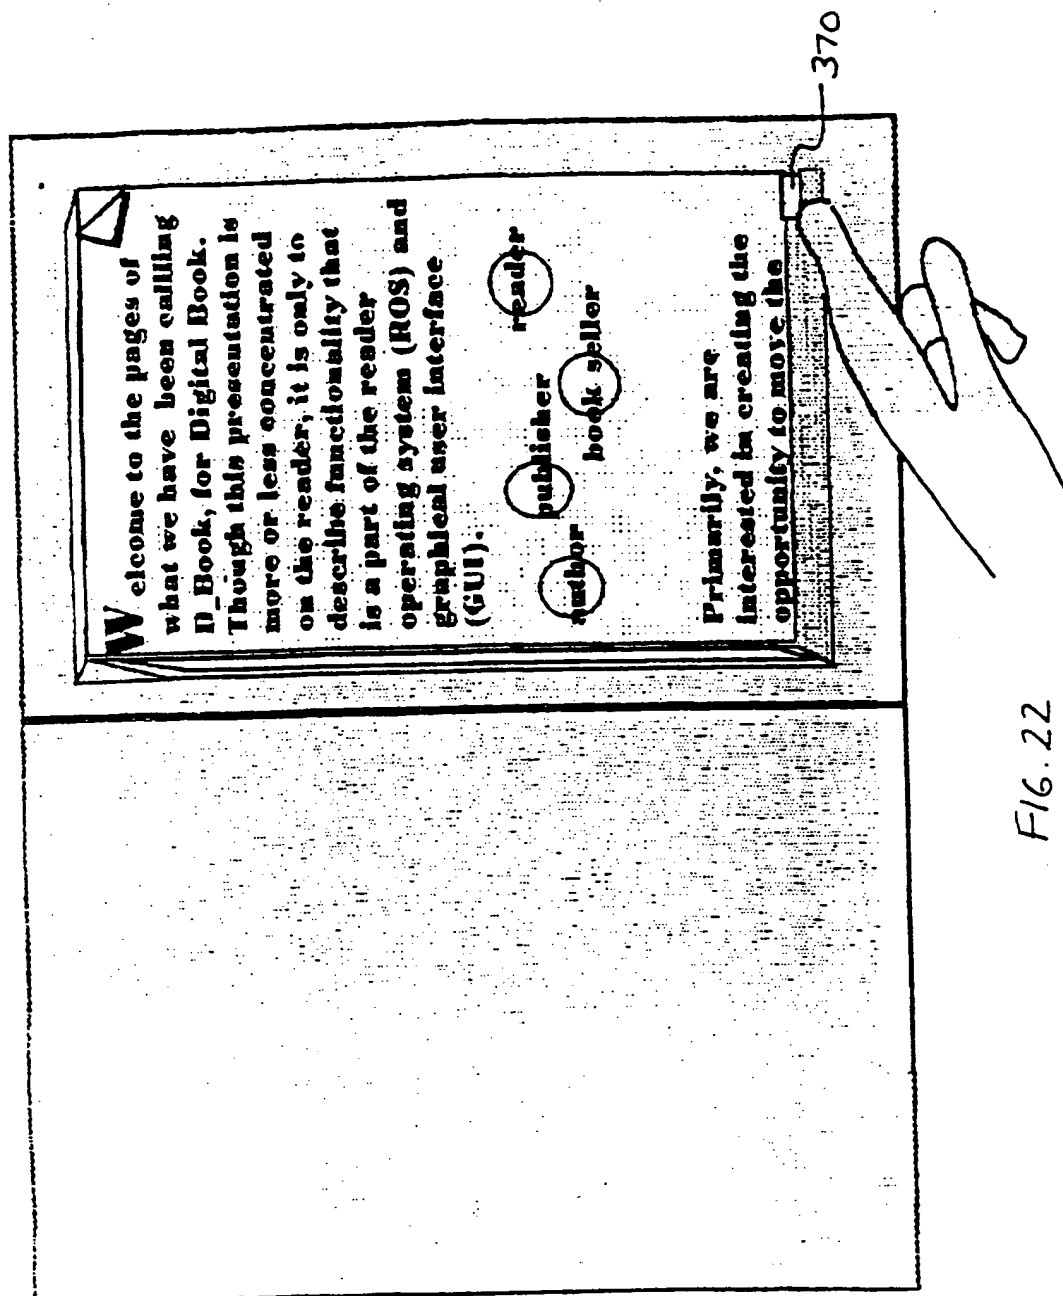 Welcome to the pages of
what we have been callling
D_Book, for Digital Book.
Though this presentation is
more or less concentrated
on the reader, it is only to
describe functionality that
is a part of the reader
operating system (ROS) and
graphical user interface
(GUI).
author
publisher
book seller
reader
Primarily, we are
interested in creating the
opportunity to move the
370
FIG. 22